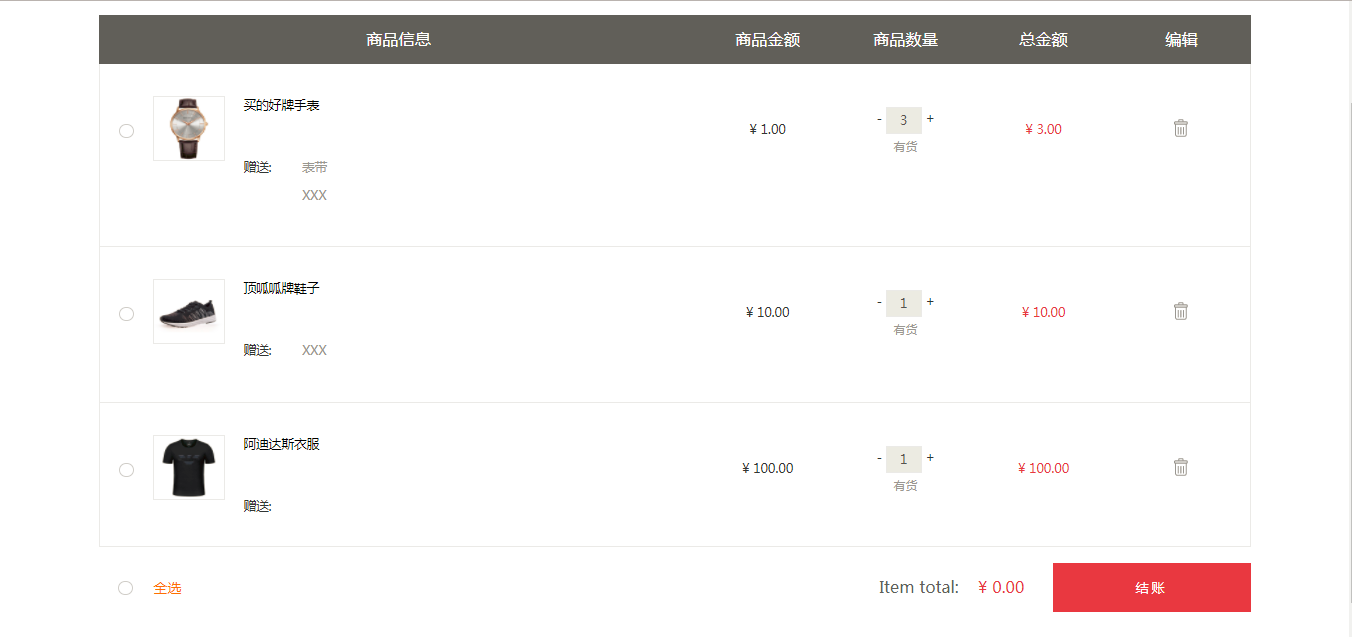 商品信息 商品金额 商品数量 总金额 编辑
买的好牌手表
¥ 1.00 - 3 + ¥ 3.00
有货
赠送: 表带
XXX
顶呱呱牌鞋子
¥ 10.00 - 1 + ¥ 10.00
有货
赠送: XXX
阿迪达斯衣服
¥ 100.00 - 1 + ¥ 100.00
有货
赠送:
全选 Item total: ¥ 0.00 结账